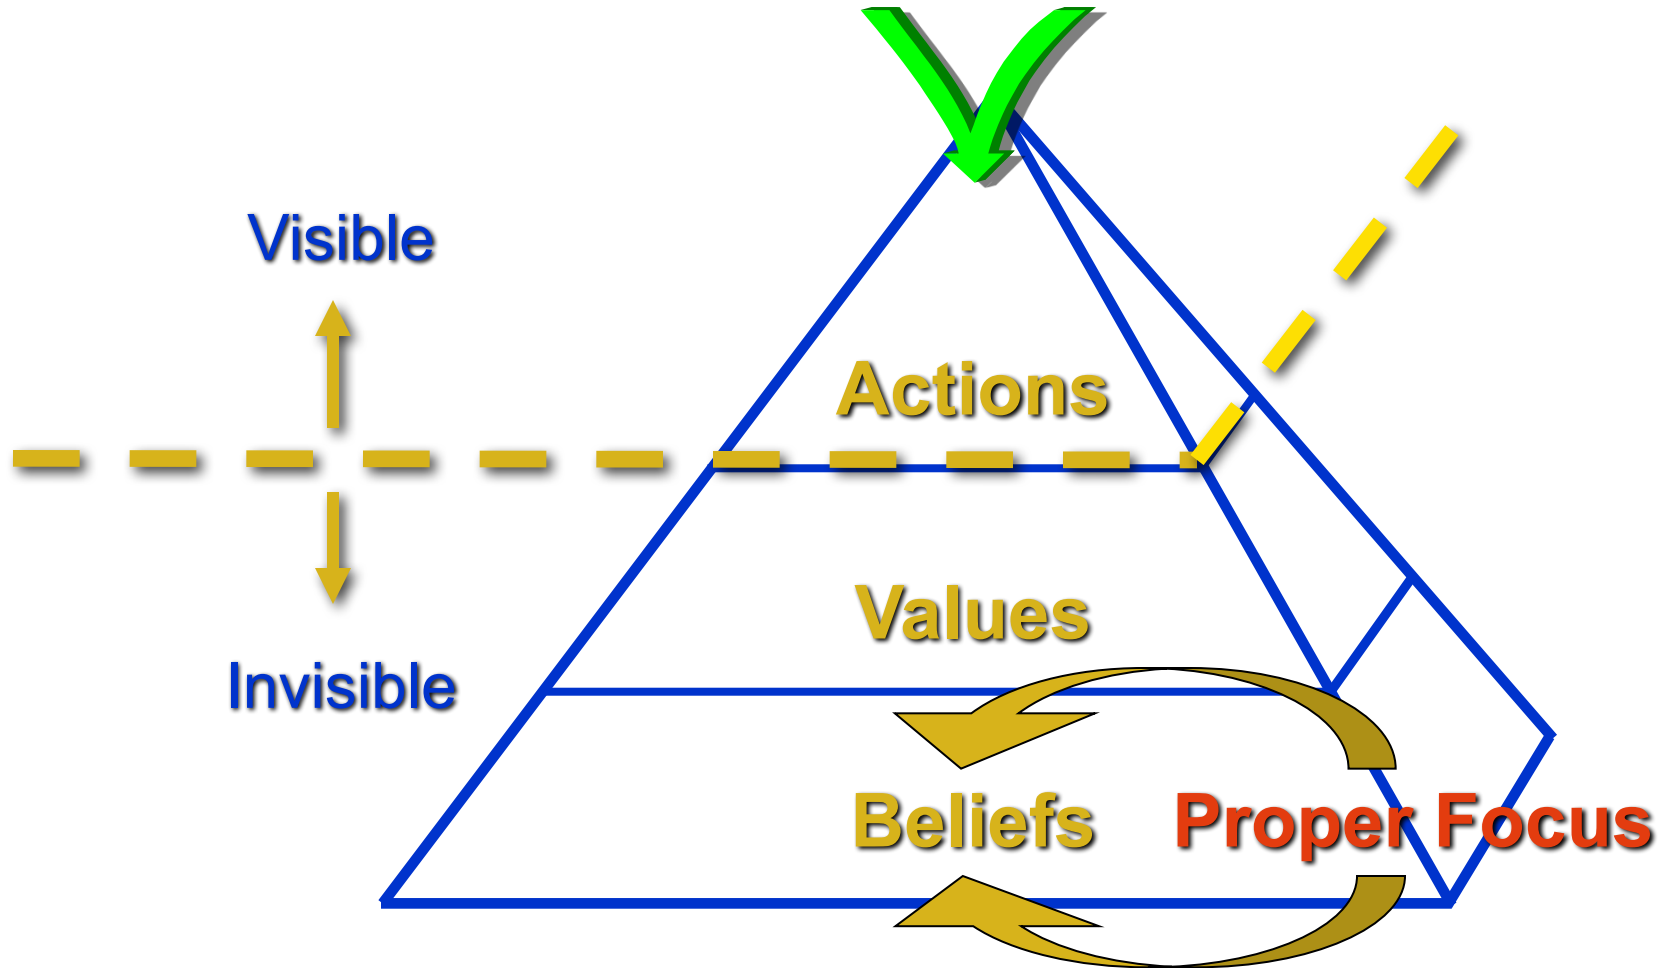 Visible
Actions
Values
Invisible
Beliefs
Proper Focus